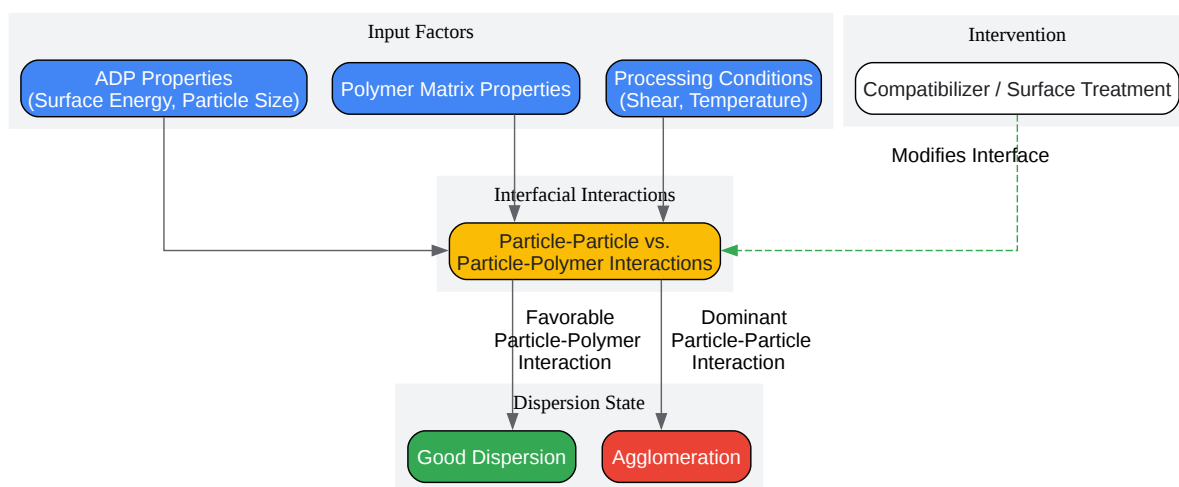 Input Factors
Intervention
ADP Properties
(Surface Energy, Particle Size)
Polymer Matrix Properties
Processing Conditions
(Shear, Temperature)
Compatibilizer / Surface Treatment
Modifies Interface
Interfacial Interactions
Particle-Particle vs.
Particle-Polymer Interactions
Favorable
Particle-Polymer
Interaction
Dominant
Particle-Particle
Interaction
Dispersion State
Good Dispersion
Agglomeration